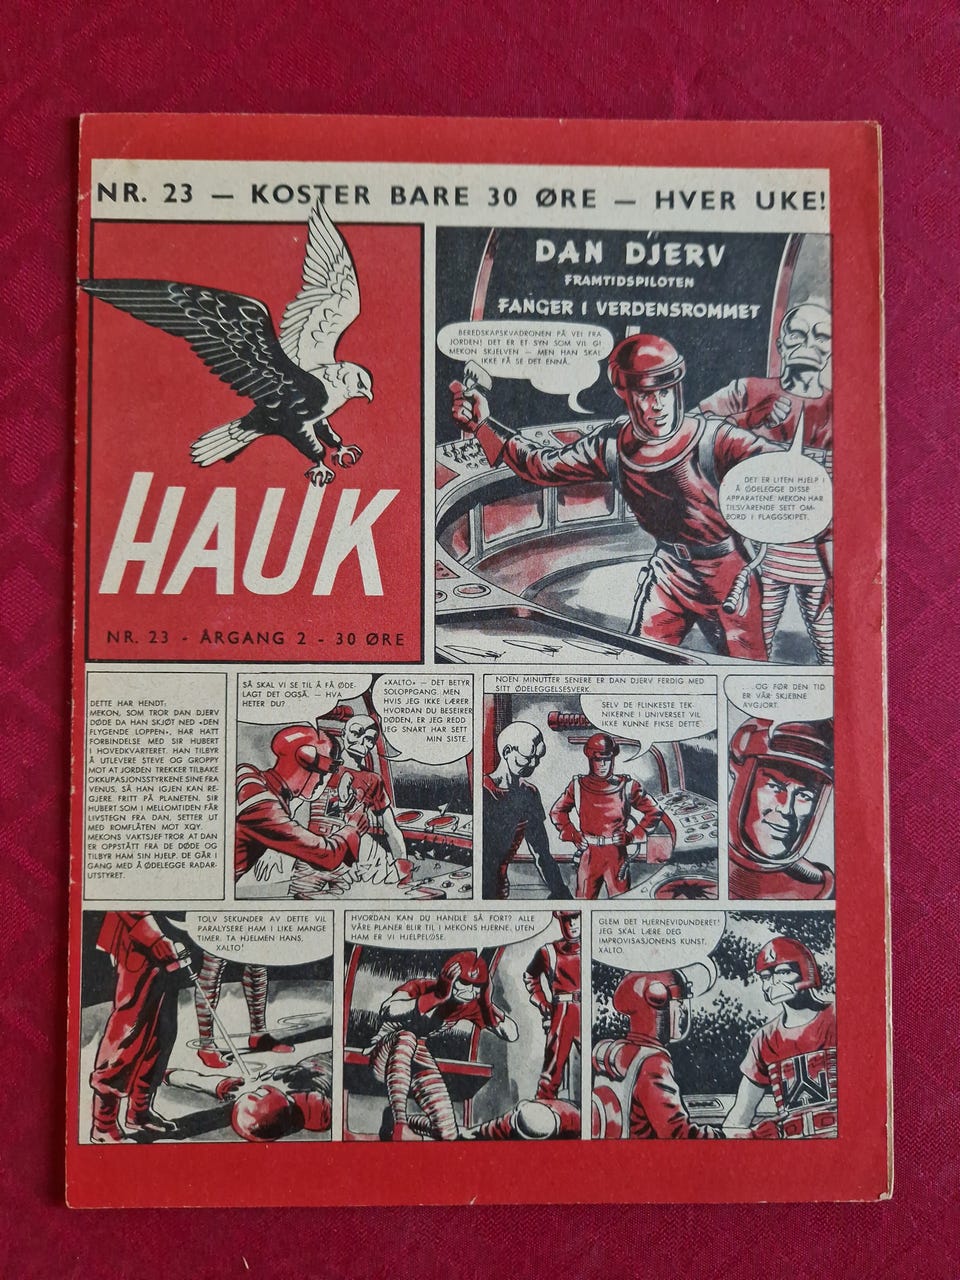 NR. 23 — KOSTER BARE 30 ØRE — HVER UKE!
HAUK
NR. 23 - ÅRGANG 2 - 30 ØRE
DAN DJERV
FRAMTIDSPILOTEN
FANGER I VERDENSROMMET
BEREDSKAPSKVADRONEN PÅ VEI FRA
JORDEN! DET ER ET SYN SOM VIL GI
MEKON SKJELVEN — MEN HAN SKAL
IKKE FÅ SE DET ENNÅ.
DET ER LITEN HJELP I
Å ØDELEGGE DISSE
APPARATENE. MEKON HAR
TILSVARENDE SETT OM-
BORD I FLAGGSKIPET.
DETTE HAR HENDT:
MEKON, SOM TROR DAN DJERV
DØDE DA HAN SKJØT NED «DEN
FLYGENDE LOPPEN», HAR HATT
FORBINDELSE MED SIR HUBERT
I HOVEDKVARTERET. HAN TILBYR
Å UTLEVERE STEVE OG GROPPY
MOT AT JORDEN TREKKER TILBAKE
OKKUPASJONSSTYRKENE SINE FRA
VENUS, SÅ HAN IGJEN KAN RE-
GJERE FRITT PÅ PLANETEN. SIR
HUBERT SOM I MELLOMTIDEN FÅR
LIVSTEGN FRA DAN, SETTER UT
MED ROMFLÅTEN MOT XQY.
MEKONS VAKTSJEF TROR AT DAN
ER OPPSTÅTT FRA DE DØDE OG
TILBYR HAM SIN HJELP. DE GÅR I
GANG MED Å ØDELEGGE RADAR-
UTSTYRET.
SÅ SKAL VI SE TIL Å FÅ ØDE-
LAGT DET OGSÅ. — HVA
HETER DU?
«XALTO» — DET BETYR
SOLOPPGANG. MEN
HVIS JEG IKKE LÆRER
HVORDAN DU BESEIRER
DØDEN, ER JEG REDD
JEG SNART HAR SETT
MIN SISTE.
NOEN MINUTTER SENERE ER DAN DJERV FERDIG MED
SITT ØDELEGGELSESVERK.
SELV DE FLINKESTE TEK-
NIKERNE I UNIVERSET VIL
IKKE KUNNE FIKSE DETTE
. . . OG FØR DEN TID
ER VÅR SKJEBNE
AVGJORT.
TOLV SEKUNDER AV DETTE VIL
PARALYSERE HAM I LIKE MANGE
TIMER. TA HJELMEN HANS,
XALTO!
HVORDAN KAN DU HANDLE SÅ FORT? ALLE
VÅRE PLANER BLIR TIL I MEKONS HJERNE. UTEN
HAM ER VI HJELPELØSE.
GLEM DET HJERNEVIDUNDERET!
JEG SKAL LÆRE DEG
IMPROVISASJONENS KUNST,
XALTO.